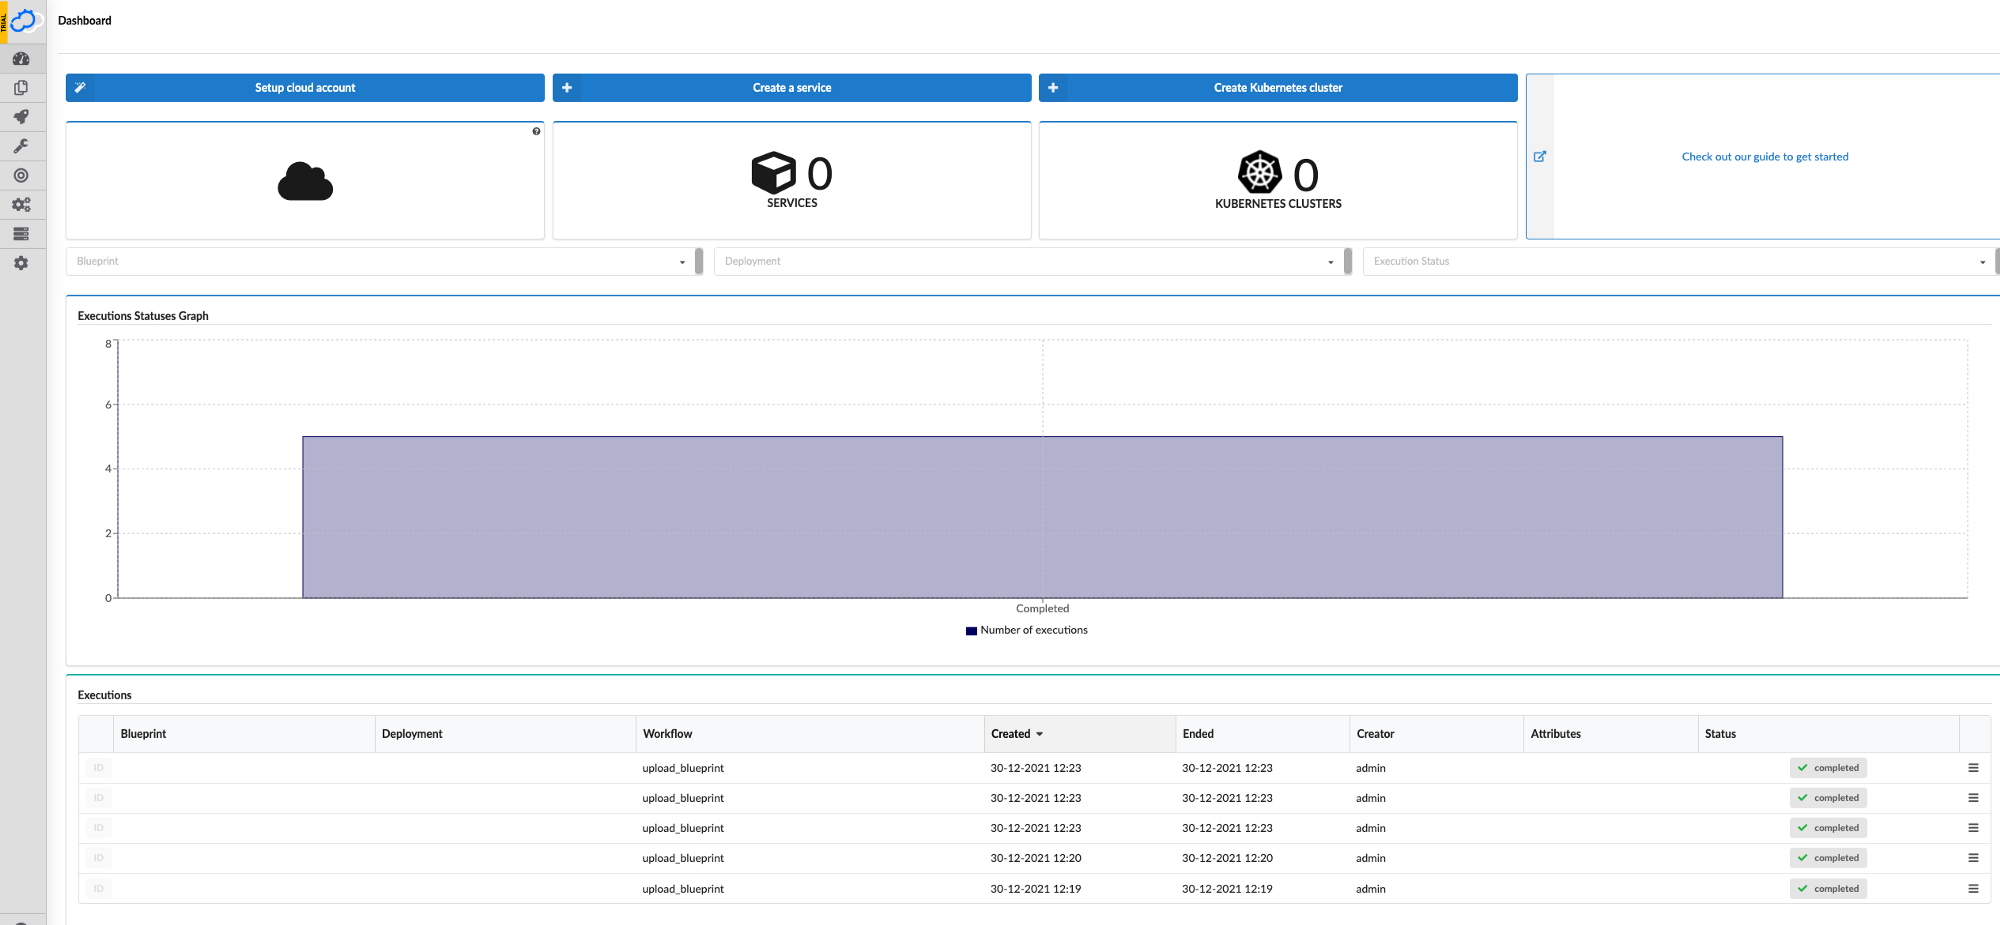 TRIAL
Dashboard
Setup cloud account
Create a service
Create Kubernetes cluster
Check out our guide to get started
0
SERVICES
0
KUBERNETES CLUSTERS
Blueprint
Deployment
Execution Status
Executions Statuses Graph
8
6
4
2
0
Completed
Number of executions
Executions
Blueprint Deployment Workflow Created Ended Creator Attributes Status
ID upload_blueprint 30-12-2021 12:23 30-12-2021 12:23 admin completed
ID upload_blueprint 30-12-2021 12:23 30-12-2021 12:23 admin completed
ID upload_blueprint 30-12-2021 12:23 30-12-2021 12:23 admin completed
ID upload_blueprint 30-12-2021 12:20 30-12-2021 12:20 admin completed
ID upload_blueprint 30-12-2021 12:19 30-12-2021 12:19 admin completed